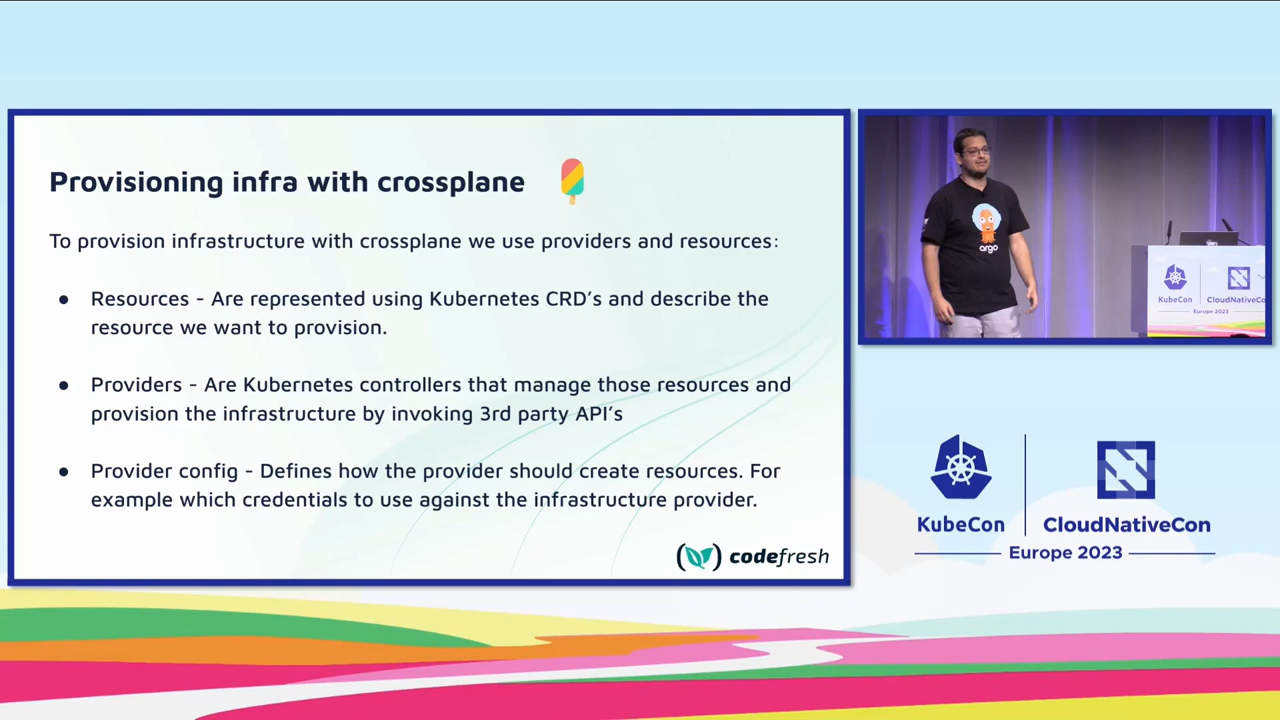 Provisioning infra with crossplane
To provision infrastructure with crossplane we use providers and resources:
● Resources - Are represented using Kubernetes CRD's and describe the
resource we want to provision.
● Providers - Are Kubernetes controllers that manage those resources and
provision the infrastructure by invoking 3rd party API's
● Provider config - Defines how the provider should create resources. For
example which credentials to use against the infrastructure provider.
codefresh
argo
KubeCon
CloudNativeCo
Europe 2023
KubeCon
CloudNativeCon
Europe 2023